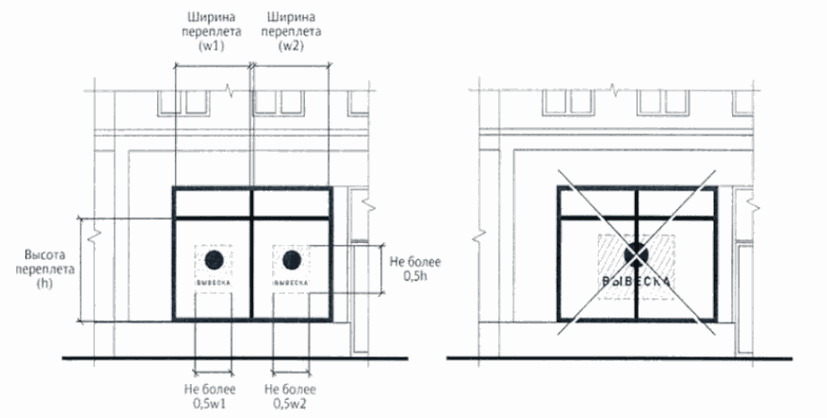 Ширина
переплета
(w1)
Ширина
переплета
(w2)
Высота
переплета
(h)
ВЫВЕСКА
ВЫВЕСКА
Не более
0,5h
Не более
0,5w1
Не более
0,5w2
ВЫВЕСКА